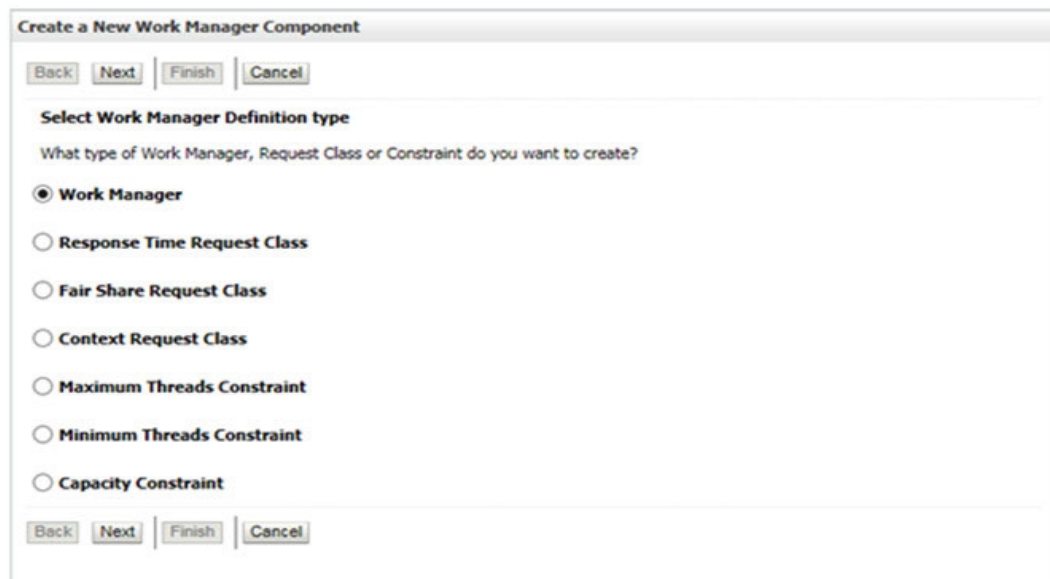 Create a New Work Manager Component
Back Next Finish Cancel
Select Work Manager Definition type
What type of Work Manager, Request Class or Constraint do you want to create?
Work Manager
Response Time Request Class
Fair Share Request Class
Context Request Class
Maximum Threads Constraint
Minimum Threads Constraint
Capacity Constraint
Back Next Finish Cancel